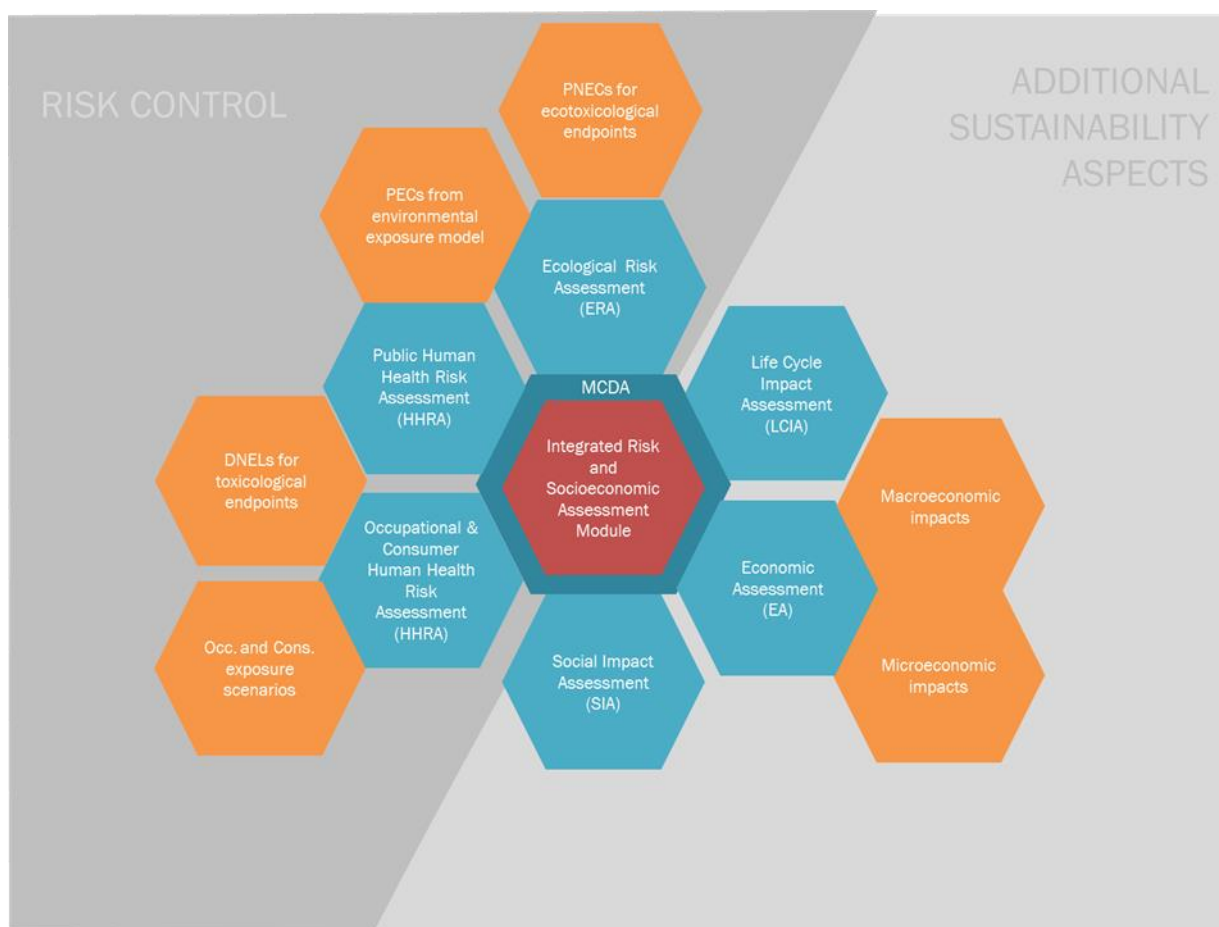 RISK CONTROL
ADDITIONAL
SUSTAINABILITY
ASPECTS
PNECs for
ecotoxicological
endpoints
PECs from
environmental
exposure model
Ecological Risk
Assessment
(ERA)
Public Human
Health Risk
Assessment
(HHRA)
Life Cycle
Impact
Assessment
(LCIA)
MCDA
Integrated Risk
and
Socioeconomic
Assessment
Module
DNELs for
toxicological
endpoints
Macroeconomic
impacts
Occupational &
Consumer
Human Health
Risk
Assessment
(HHRA)
Economic
Assessment
(EA)
Occ. and Cons.
exposure
scenarios
Social Impact
Assessment
(SIA)
Microeconomic
impacts